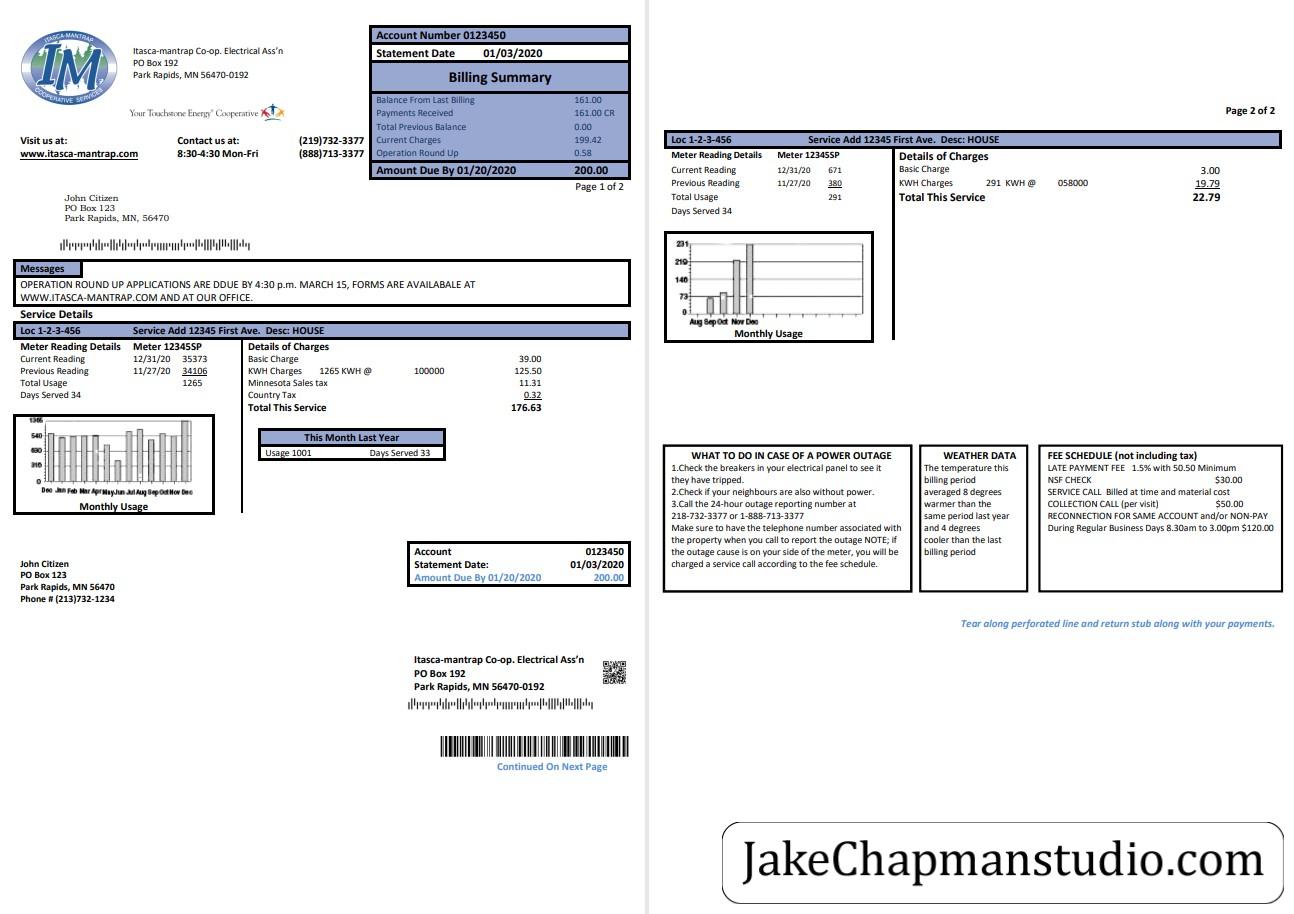 ITASCA-MANTRAP
IM
COOPERATIVE SERVICES
Itasca-mantrap Co-op. Electrical Ass’n
PO Box 192
Park Rapids, MN 56470-0192
Your Touchstone Energy® Cooperative
Visit us at:
www.itasca-mantrap.com
Contact us at:
8:30-4:30 Mon-Fri
(219)732-3377
(888)713-3377
Account Number 0123450
Statement Date 01/03/2020
Billing Summary
Balance From Last Billing 161.00
Payments Received 161.00 CR
Total Previous Balance 0.00
Current Charges 199.42
Operation Round Up 0.58
Amount Due By 01/20/2020 200.00
Page 1 of 2
John Citizen
PO Box 123
Park Rapids, MN, 56470
Messages
OPERATION ROUND UP APPLICATIONS ARE DDUE BY 4:30 p.m. MARCH 15, FORMS ARE AVAILABALE AT
WWW.ITASCA-MANTRAP.COM AND AT OUR OFFICE.
Service Details
Loc 1-2-3-456 Service Add 12345 First Ave. Desc: HOUSE
Meter Reading Details Meter 12345SP
Current Reading 12/31/20 35373
Previous Reading 11/27/20 34106
Total Usage 1265
Days Served 34
Details of Charges
Basic Charge 39.00
KWH Charges 1265 KWH @ 100000 125.50
Minnesota Sales tax 11.31
Country Tax 0.32
Total This Service 176.63
This Month Last Year
Usage 1001 Days Served 33
1365
540
630
315
0
Dec Jan Feb Mar Apr May Jun Jul Aug Sep Oct Nov Dec
Monthly Usage
Account 0123450
Statement Date: 01/03/2020
Amount Due By 01/20/2020 200.00
John Citizen
PO Box 123
Park Rapids, MN 56470
Phone # (213)732-1234
Itasca-mantrap Co-op. Electrical Ass’n
PO Box 192
Park Rapids, MN 56470-0192
Continued On Next Page
Page 2 of 2
Loc 1-2-3-456 Service Add 12345 First Ave. Desc: HOUSE
Meter Reading Details Meter 12345SP
Current Reading 12/31/20 671
Previous Reading 11/27/20 380
Total Usage 291
Days Served 34
Details of Charges
Basic Charge 3.00
KWH Charges 291 KWH @ 058000 19.79
Total This Service 22.79
231
219
146
73
0
Aug Sep Oct Nov Dec
Monthly Usage
WHAT TO DO IN CASE OF A POWER OUTAGE
1.Check the breakers in your electrical panel to see it
they have tripped.
2.Check if your neighbours are also without power.
3.Call the 24-hour outage reporting number at
218-732-3377 or 1-888-713-3377
Make sure to have the telephone number associated with
the property when you call to report the outage NOTE; if
the outage cause is on your side of the meter, you will be
charged a service call according to the fee schedule.
WEATHER DATA
The temperature this
billing period
averaged 8 degrees
warmer than the
same period last year
and 4 degrees
cooler than the last
billing period
FEE SCHEDULE (not including tax)
LATE PAYMENT FEE 1.5% with 50.50 Minimum
NSF CHECK $30.00
SERVICE CALL Billed at time and material cost
COLLECTION CALL (per visit) $50.00
RECONNECTION FOR SAME ACCOUNT and/or NON-PAY
During Regular Business Days 8.30am to 3.00pm $120.00
Tear along perforated line and return stub along with your payments.
JakeChapmanstudio.com